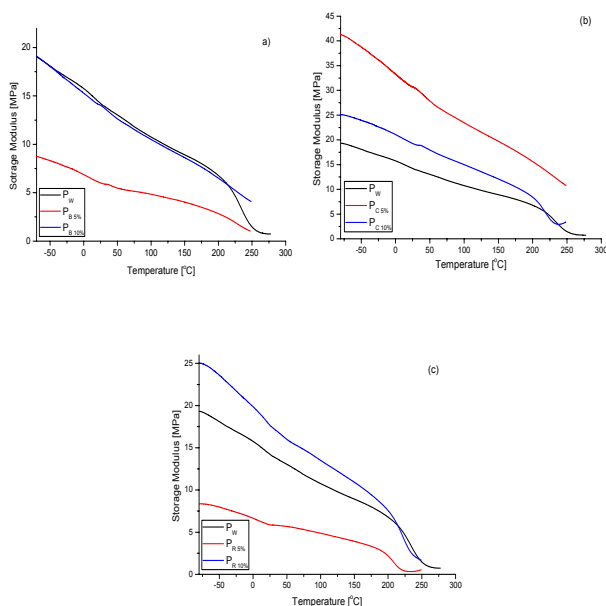 a)
Sotrage Modulus [MPa]
20
15
10
5
0
P W
P B 5%
P B 10%
-50 0 50 100 150 200 250 300
Temperature [°C]
(b)
Storage Modulus [MPa]
45
40
35
30
25
20
15
10
5
0
P W
P C 5%
P C 10%
-50 0 50 100 150 200 250 300
Temperature [°C]
(c)
Storage Modulus [MPa]
25
20
15
10
5
0
P W
P R 5%
P R 10%
-50 0 50 100 150 200 250 300
Temperature [°C]